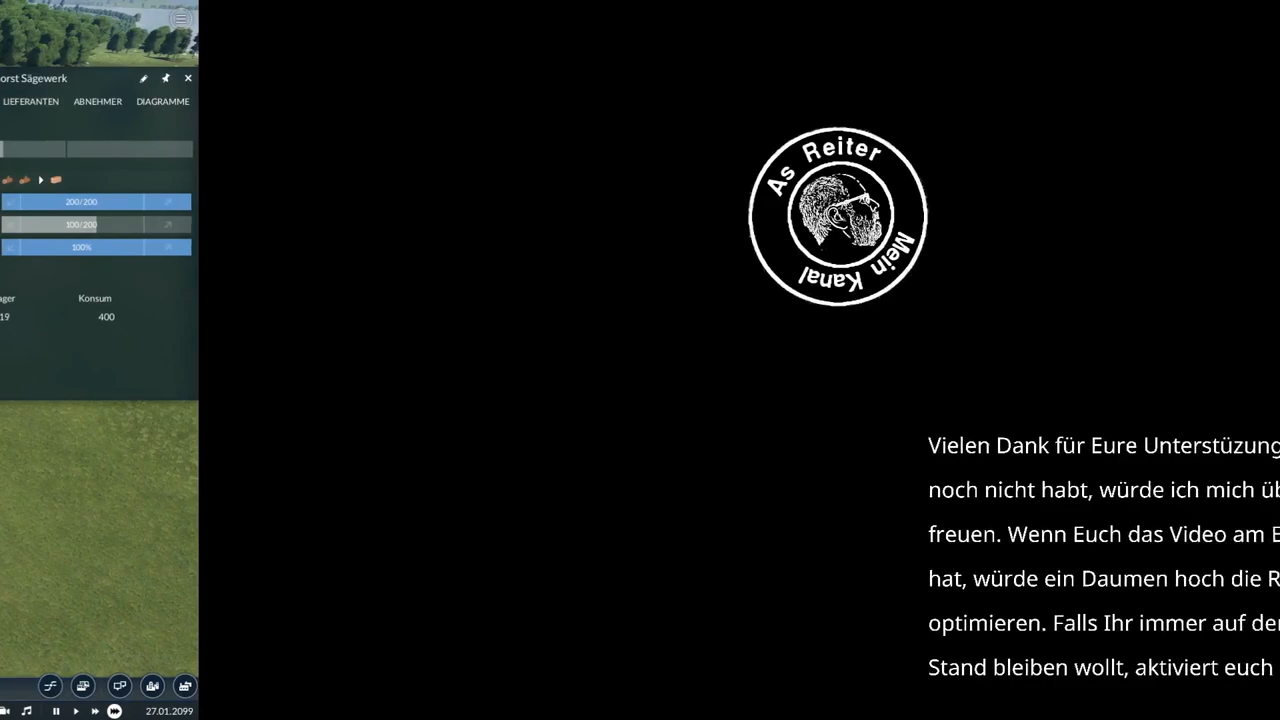 orst Sägewerk
LIEFERANTEN ABNEHMER DIAGRAMME
200/200
100/200
100%
ager Konsum
19 400
27.01.2099
As Reiter
Mein Kanal
Vielen Dank für Eure Unterstüzung
noch nicht habt, würde ich mich üb
freuen. Wenn Euch das Video am E
hat, würde ein Daumen hoch die R
optimieren. Falls Ihr immer auf der
Stand bleiben wollt, aktiviert euch